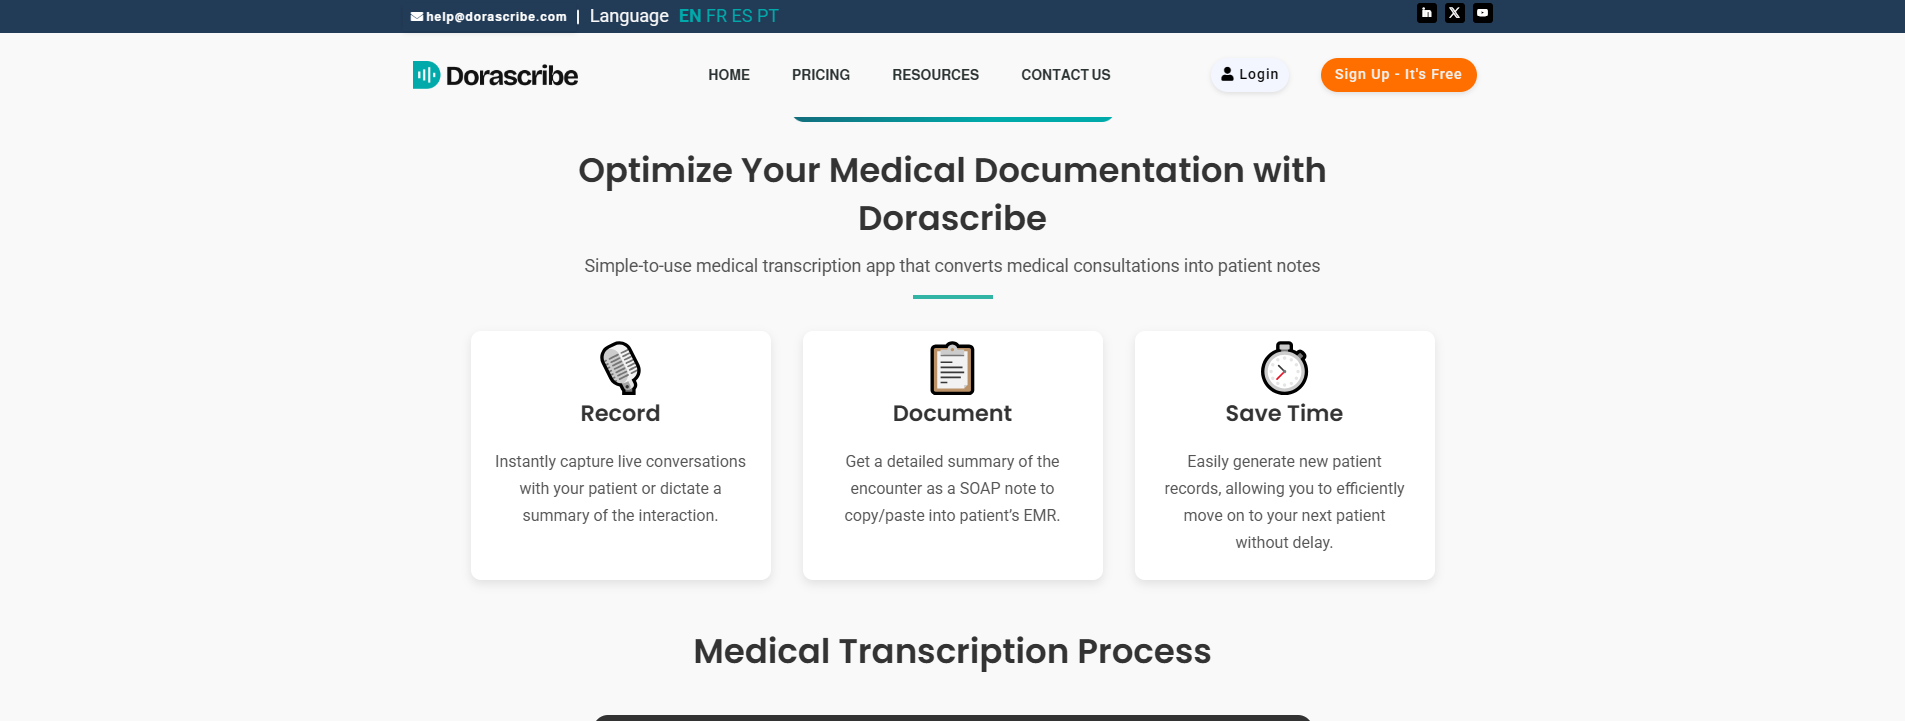 help@dorascribe.com | Language EN FR ES PT
Dorascribe
HOME PRICING RESOURCES CONTACT US
Login
Sign Up - It's Free
Optimize Your Medical Documentation with
Dorascribe
Simple-to-use medical transcription app that converts medical consultations into patient notes
Record
Instantly capture live conversations
with your patient or dictate a
summary of the interaction.
Document
Get a detailed summary of the
encounter as a SOAP note to
copy/paste into patient’s EMR.
Save Time
Easily generate new patient
records, allowing you to efficiently
move on to your next patient
without delay.
Medical Transcription Process